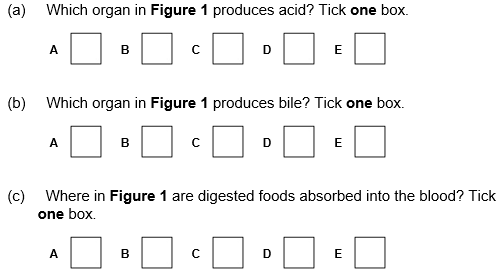 (a) Which organ in Figure 1 produces acid? Tick one box.
A B C D E
(b) Which organ in Figure 1 produces bile? Tick one box.
A B C D E
(c) Where in Figure 1 are digested foods absorbed into the blood? Tick
one box.
A B C D E